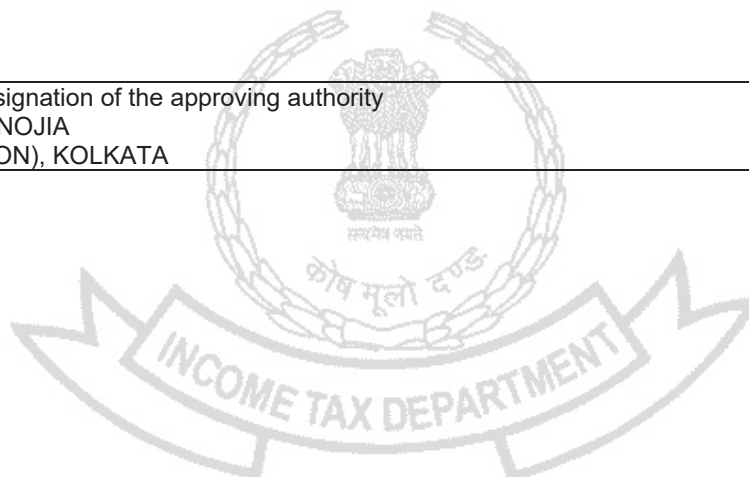 signation of the approving authority
NOJIA
ON), KOLKATA
सत्यमेव जयते
कोष मूलो दण्डः
INCOME TAX DEPARTMENT